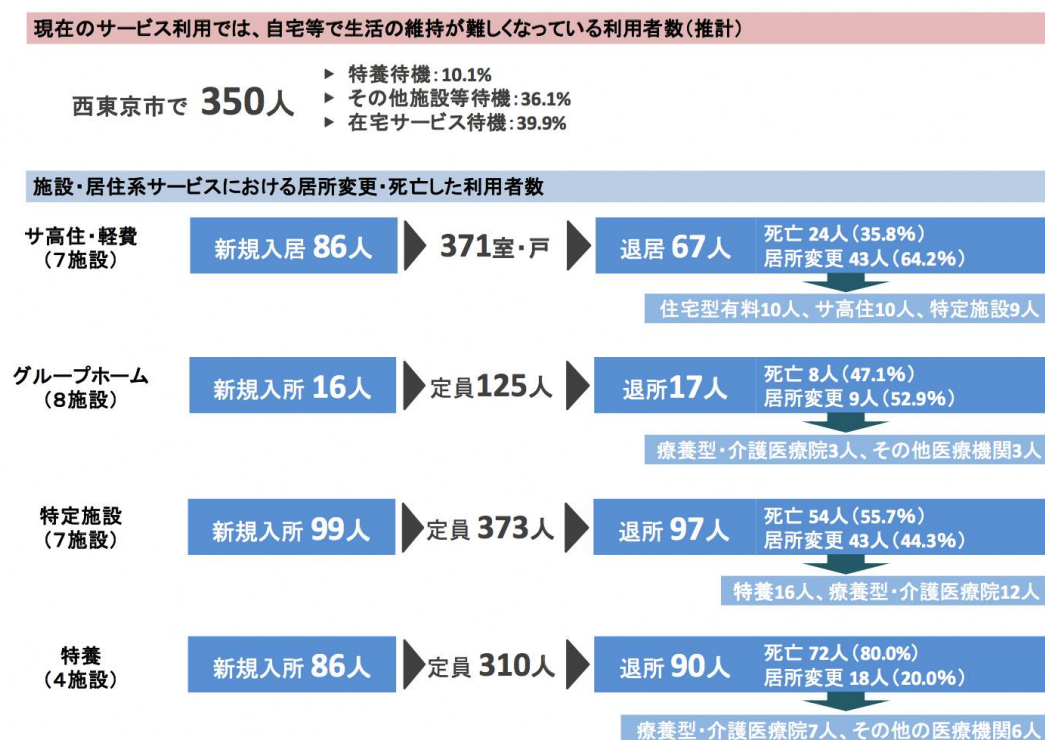 現在のサービス利用では、自宅等で生活の維持が難しくなっている利用者数(推計)
西東京市で 350人
▶ 特養待機:10.1%
▶ その他施設等待機:36.1%
▶ 在宅サービス待機:39.9%
施設・居住系サービスにおける居所変更・死亡した利用者数
サ高住・軽費
(7施設)
新規入居 86人
371室・戸
退居 67人
死亡 24人(35.8%)
居所変更 43人(64.2%)
住宅型有料10人、サ高住10人、特定施設9人
グループホーム
(8施設)
新規入所 16人
定員125人
退所17人
死亡 8人(47.1%)
居所変更 9人(52.9%)
療養型・介護医療院3人、その他医療機関3人
特定施設
(7施設)
新規入所 99人
定員 373人
退所 97人
死亡 54人(55.7%)
居所変更 43人(44.3%)
特養16人、療養型・介護医療院12人
特養
(4施設)
新規入所 86人
定員 310人
退所 90人
死亡 72人(80.0%)
居所変更 18人(20.0%)
療養型・介護医療院7人、その他の医療機関6人